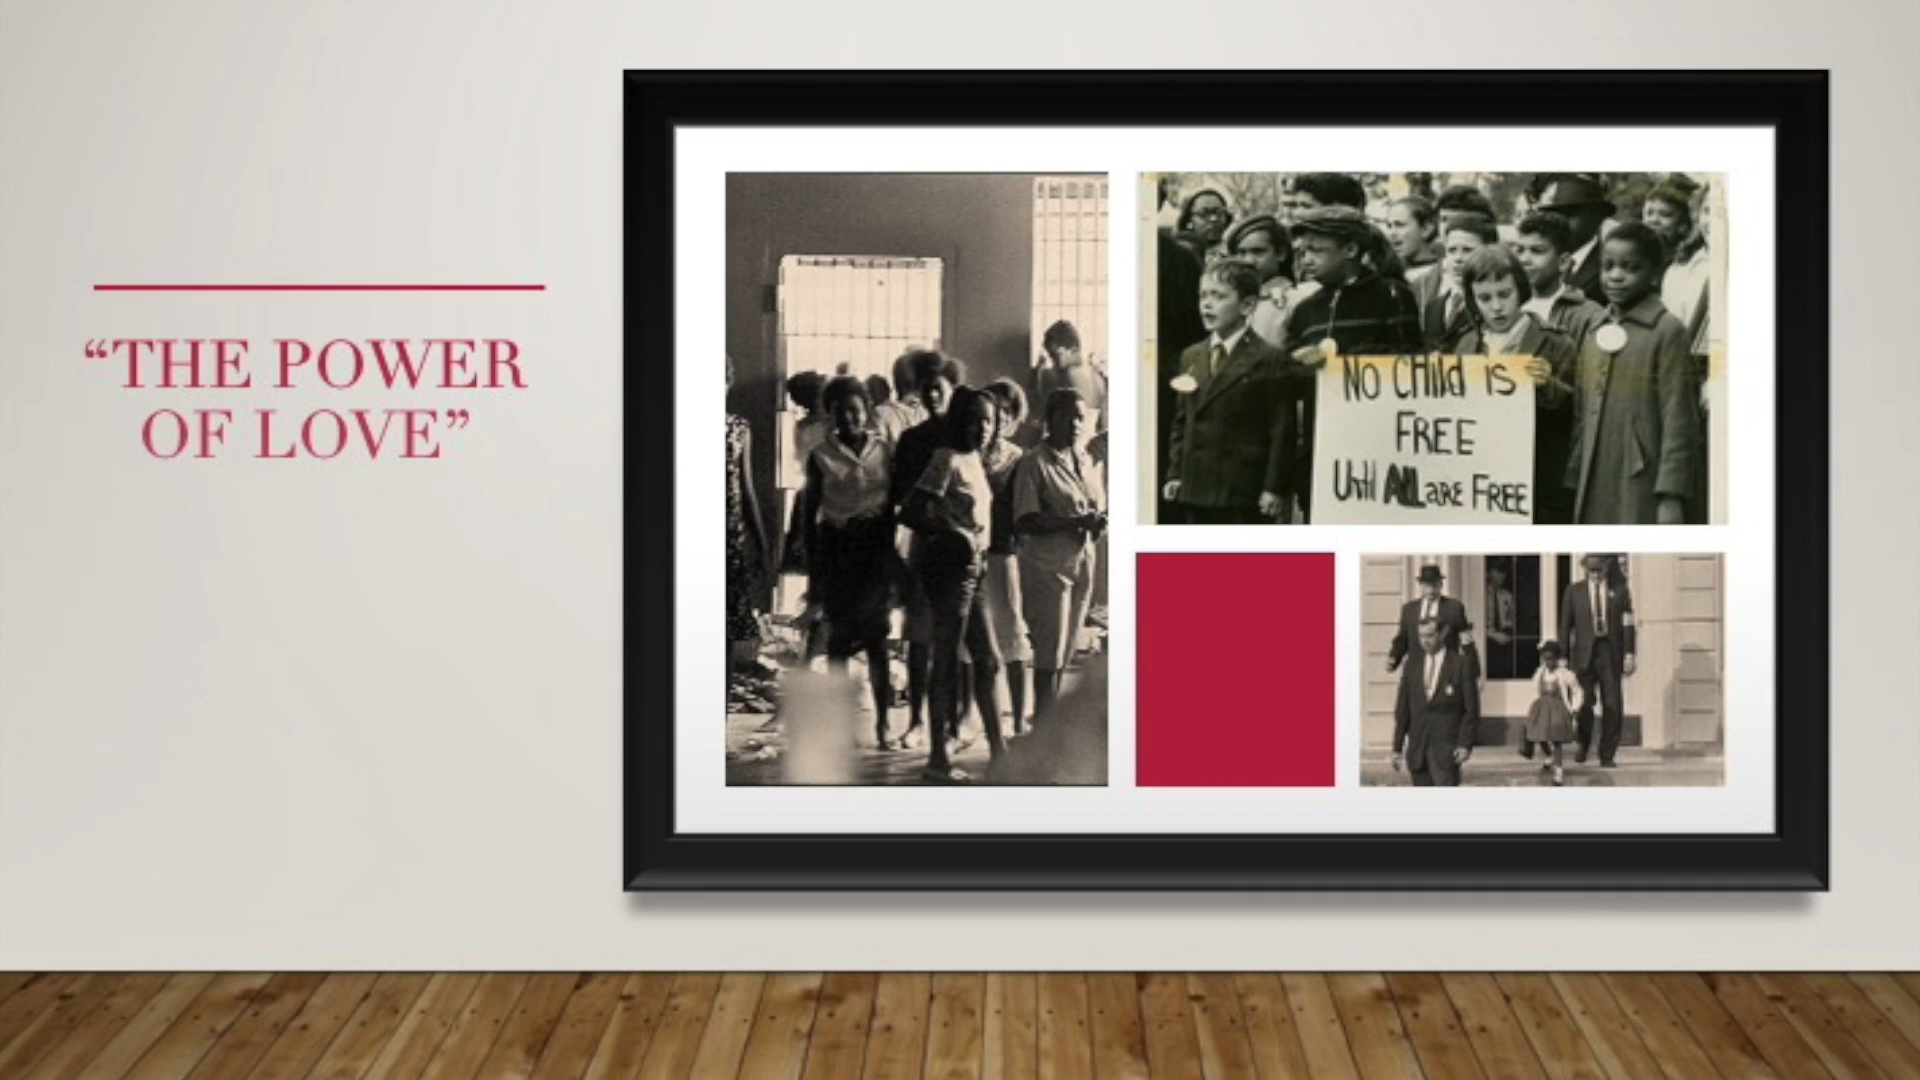 “THE POWER
OF LOVE”
No CHild is
FREE
Until ALL are FREE